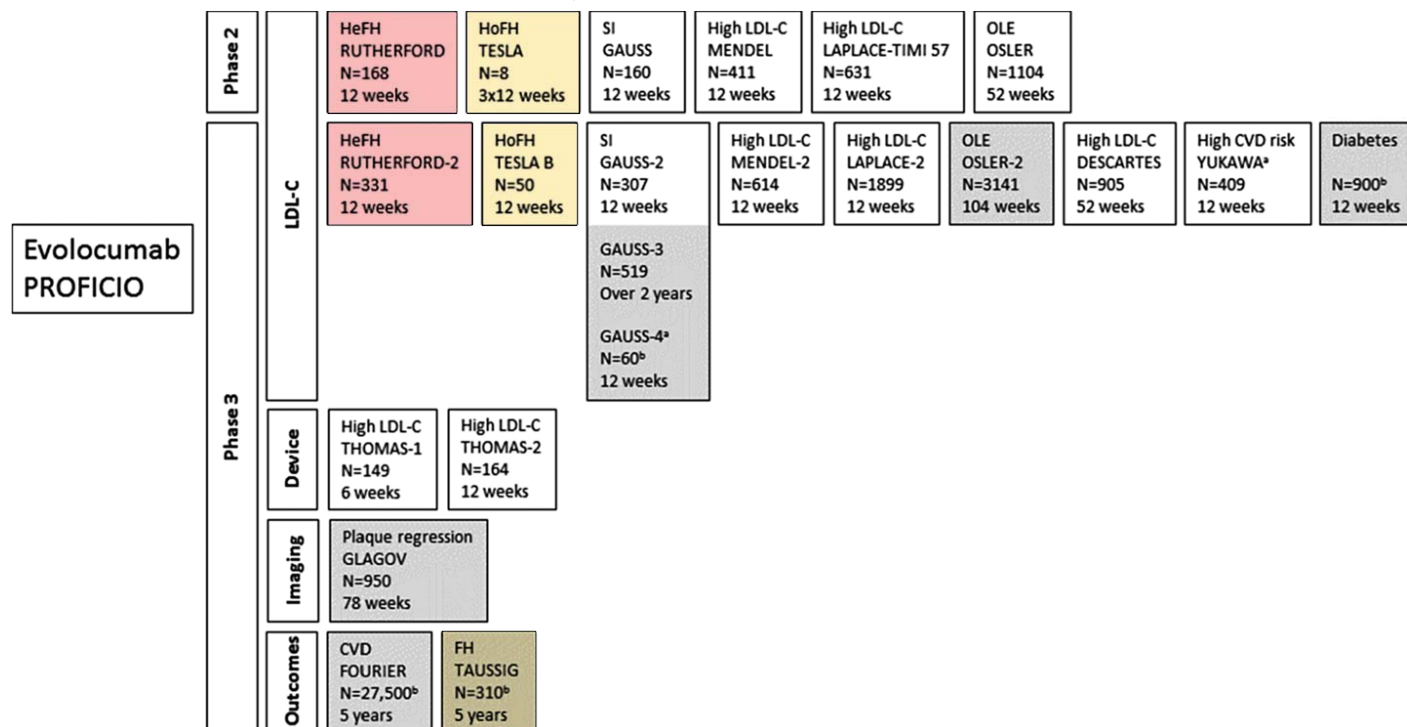 Evolocumab
PROFICIO
Phase 2
Phase 3
LDL-C
HeFH
RUTHERFORD
N=168
12 weeks
HoFH
TESLA
N=8
3x12 weeks
SI
GAUSS
N=160
12 weeks
High LDL-C
MENDEL
N=411
12 weeks
High LDL-C
LAPLACE-TIMI 57
N=631
12 weeks
OLE
OSLER
N=1104
52 weeks
HeFH
RUTHERFORD-2
N=331
12 weeks
HoFH
TESLA B
N=50
12 weeks
SI
GAUSS-2
N=307
12 weeks
GAUSS-3
N=519
Over 2 years
GAUSS-4ᵃ
N=60ᵇ
12 weeks
High LDL-C
MENDEL-2
N=614
12 weeks
High LDL-C
LAPLACE-2
N=1899
12 weeks
OLE
OSLER-2
N=3141
104 weeks
High LDL-C
DESCARTES
N=905
52 weeks
High CVD risk
YUKAWAᵃ
N=409
12 weeks
Diabetes
N=900ᵇ
12 weeks
Device
High LDL-C
THOMAS-1
N=149
6 weeks
High LDL-C
THOMAS-2
N=164
12 weeks
Imaging
Plaque regression
GLAGOV
N=950
78 weeks
Outcomes
CVD
FOURIER
N=27,500ᵇ
5 years
FH
TAUSSIG
N=310ᵇ
5 years